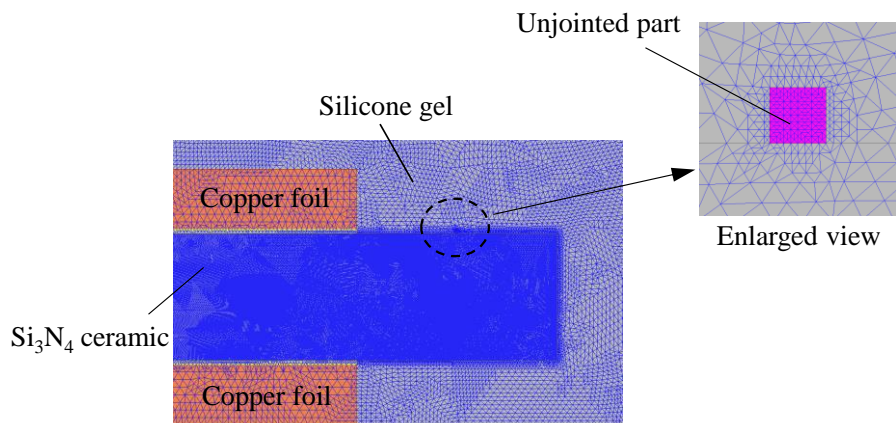 Unjointed part
Silicone gel
Copper foil
Enlarged view
Si₃N₄ ceramic
Copper foil